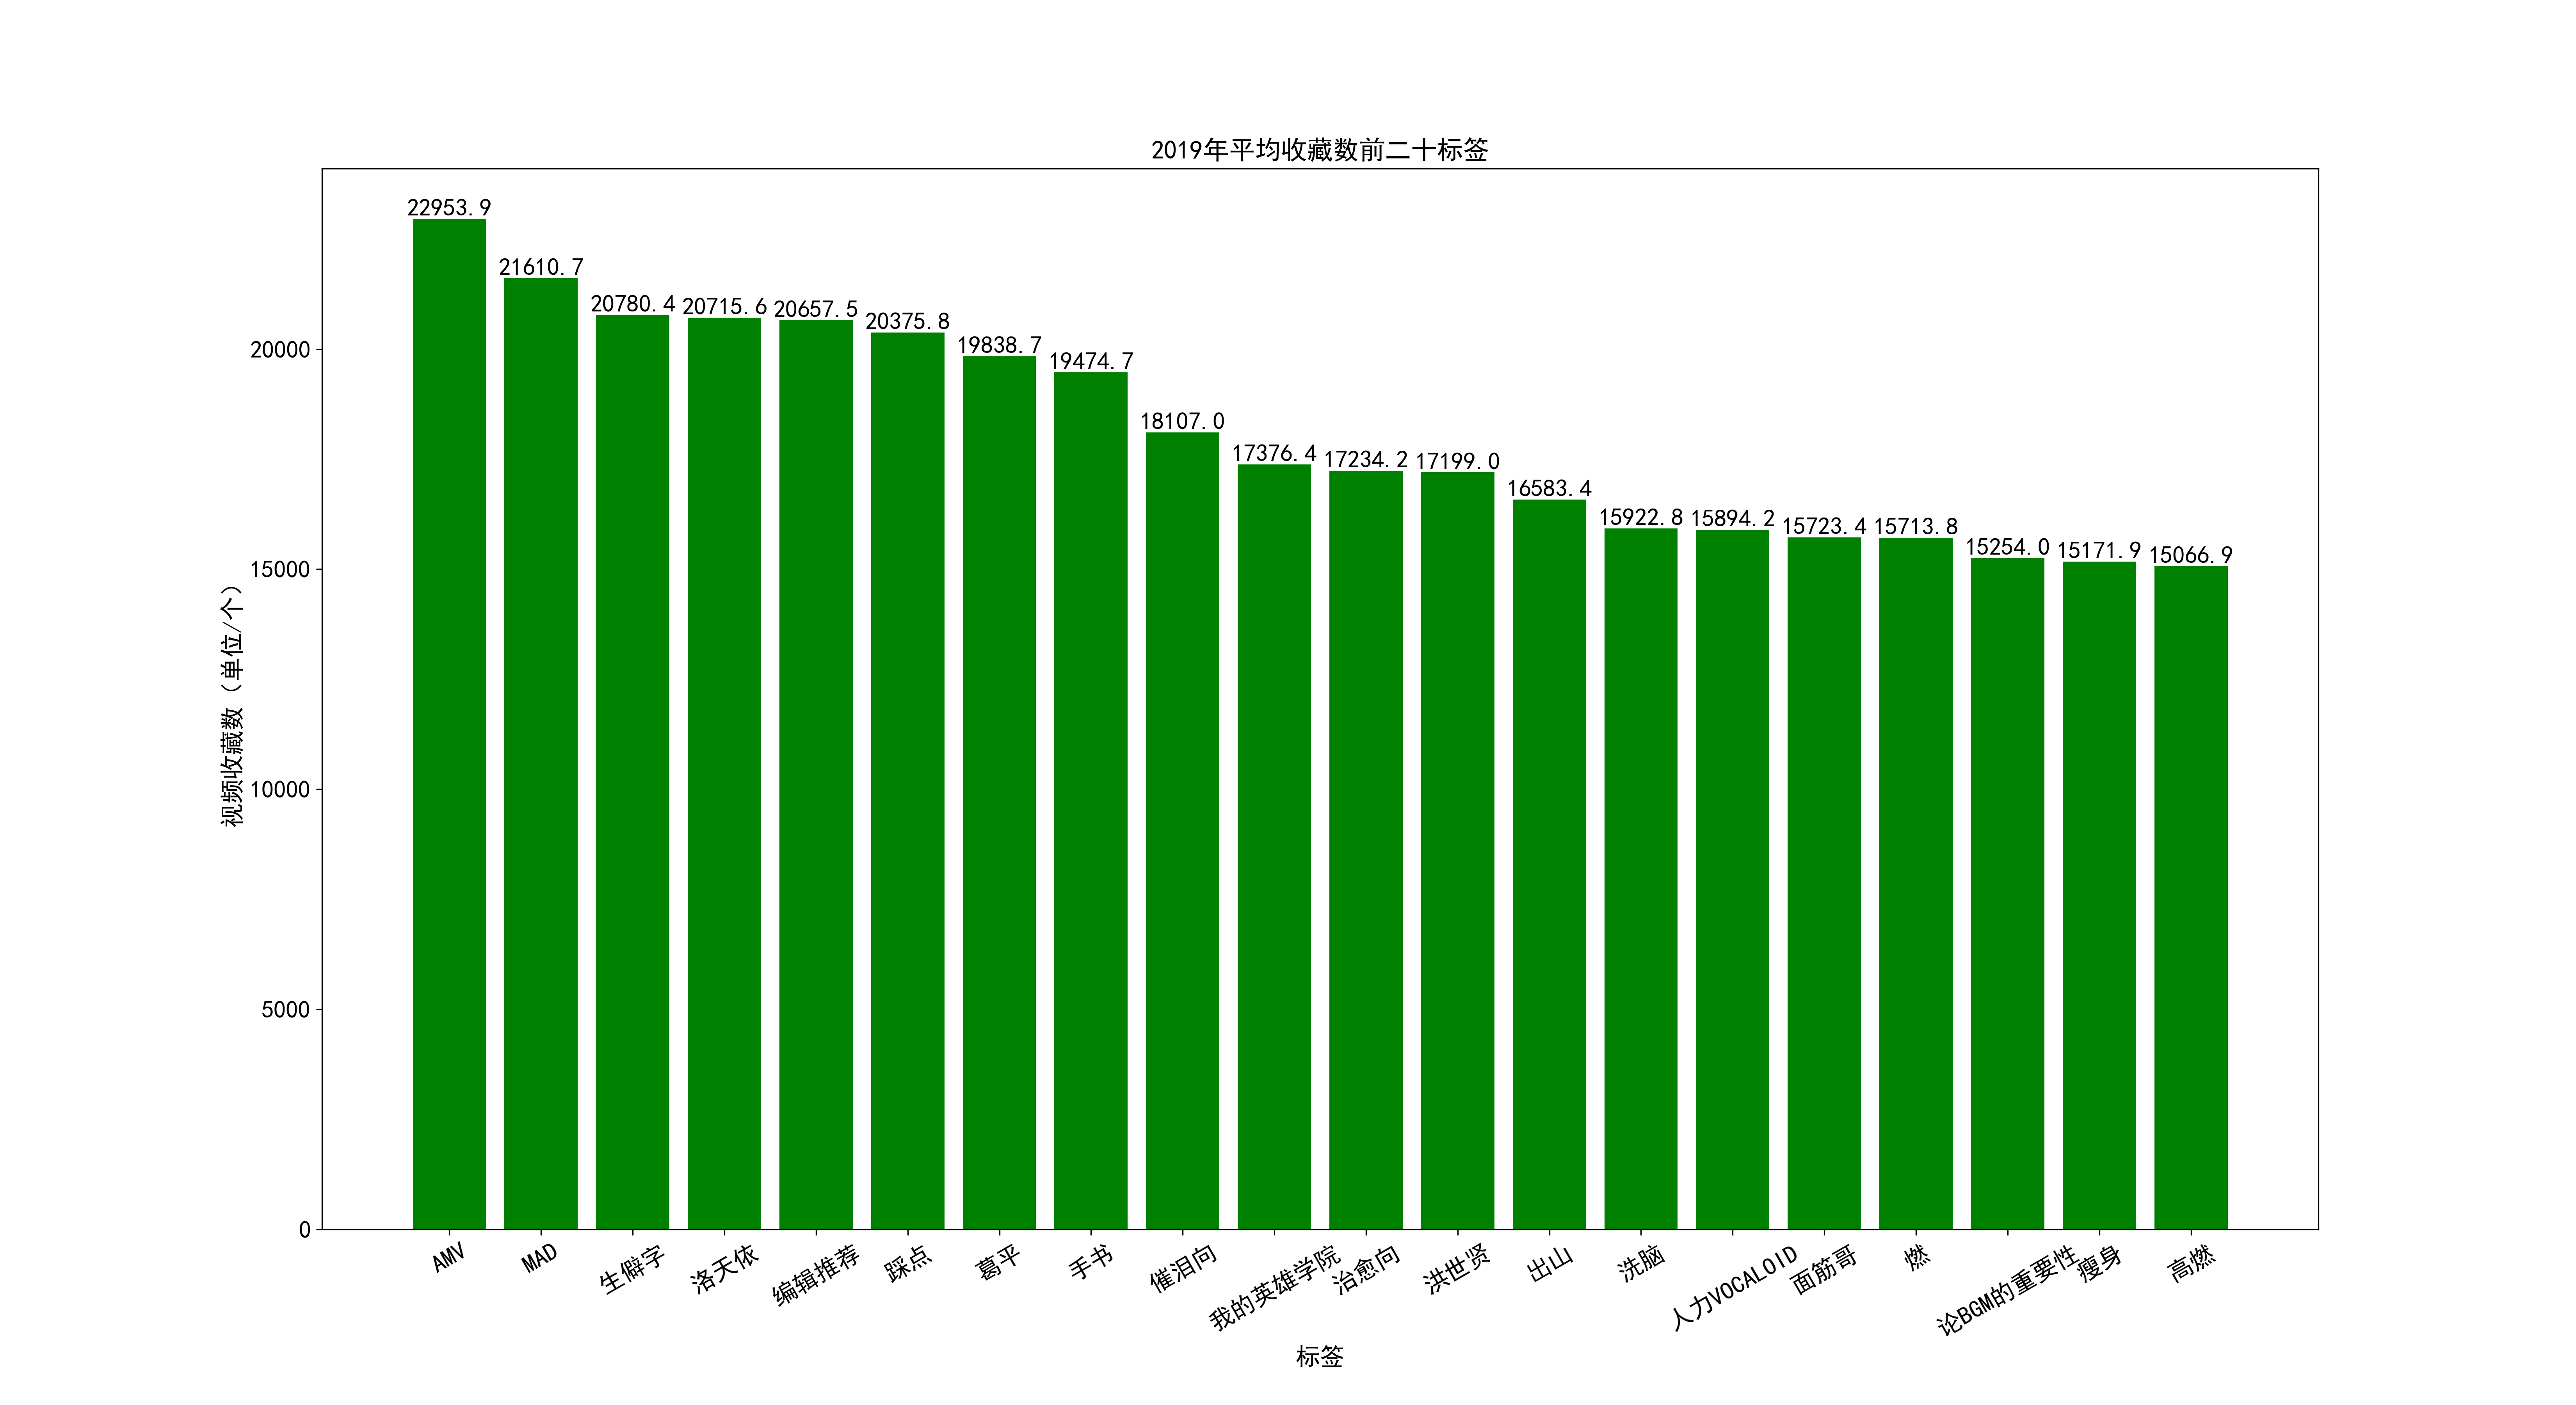 2019年平均收藏数前二十标签
视频收藏数（单位/个）
20000
15000
10000
5000
0
22953.9
21610.7
20780.4
20715.6
20657.5
20375.8
19838.7
19474.7
18107.0
17376.4
17234.2
17199.0
16583.4
15922.8
15894.2
15723.4
15713.8
15254.0
15171.9
15066.9
AMV
MAD
生僻字
洛天依
编辑推荐
踩点
葛平
手书
催泪向
我的英雄学院
治愈向
洪世贤
出山
洗脑
人力VOCALOID
面筋哥
燃
论BGM的重要性
瘦身
高燃
标签